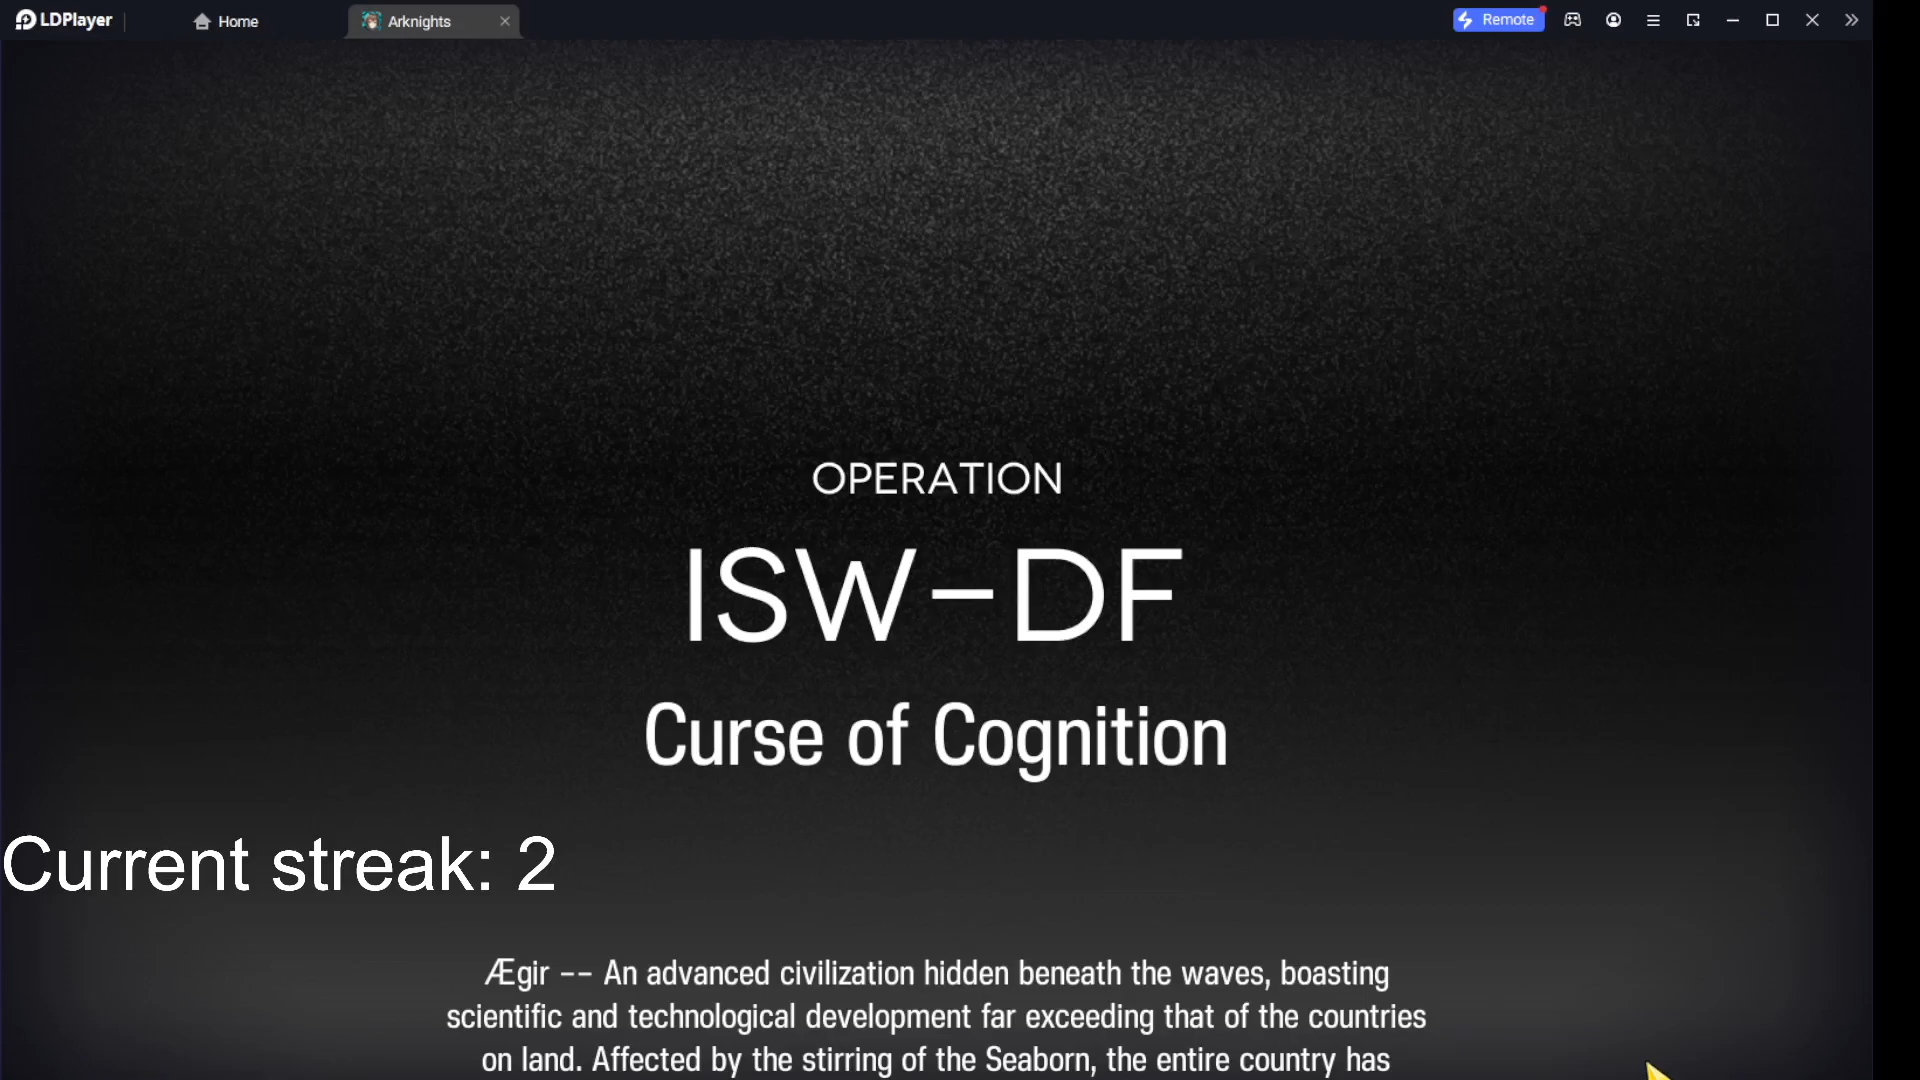 LDPlayer
Home
Arknights
Remote
OPERATION
ISW-DF
Curse of Cognition
Current streak: 2
Ægir -- An advanced civilization hidden beneath the waves, boasting
scientific and technological development far exceeding that of the countries
on land. Affected by the stirring of the Seaborn, the entire country has